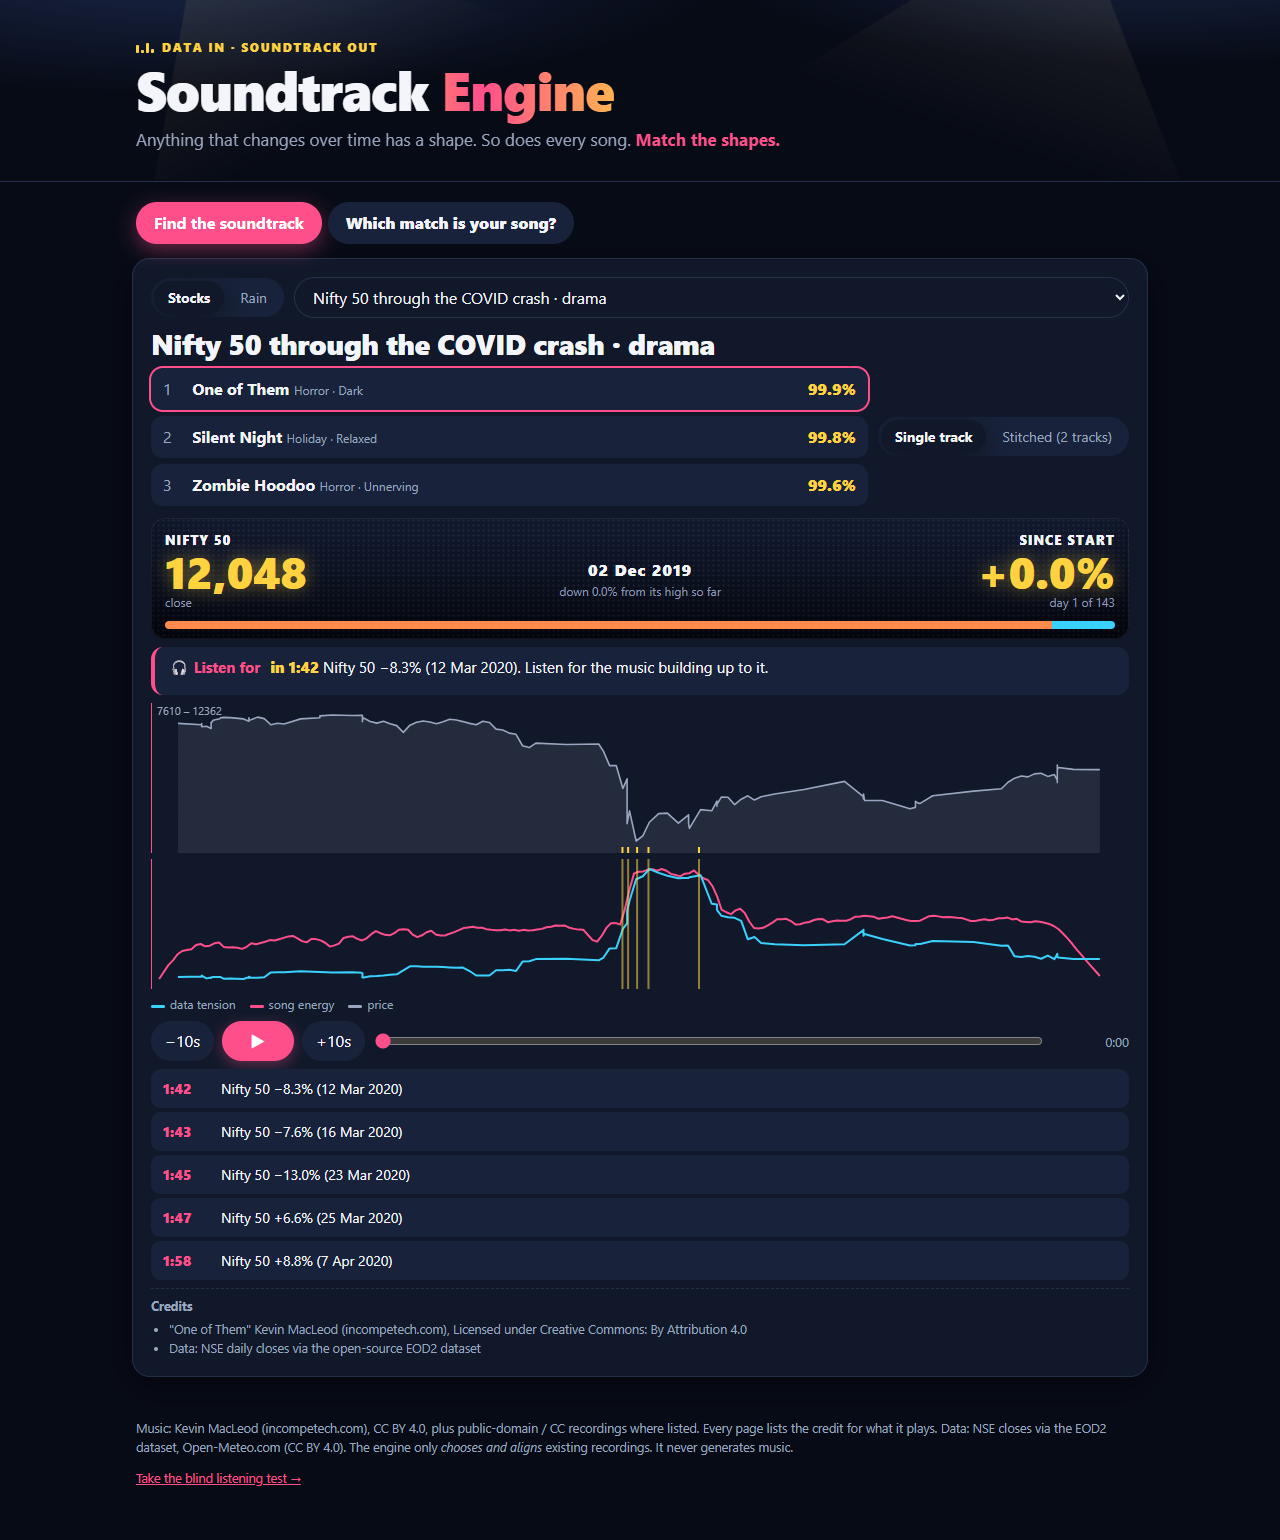 DATA IN · SOUNDTRACK OUT
Soundtrack Engine
Anything that changes over time has a shape. So does every song. Match the shapes.
Find the soundtrack
Which match is your song?
Stocks
Rain
Nifty 50 through the COVID crash · drama
Nifty 50 through the COVID crash · drama
1 One of Them Horror · Dark 99.9%
2 Silent Night Holiday · Relaxed 99.8%
3 Zombie Hoodoo Horror · Unnerving 99.6%
Single track
Stitched (2 tracks)
NIFTY 50
12,048
close
02 Dec 2019
down 0.0% from its high so far
SINCE START
+0.0%
day 1 of 143
🎧 Listen for in 1:42 Nifty 50 −8.3% (12 Mar 2020). Listen for the music building up to it.
7610 – 12362
data tension
song energy
price
−10s
+10s
0:00
1:42 Nifty 50 −8.3% (12 Mar 2020)
1:43 Nifty 50 −7.6% (16 Mar 2020)
1:45 Nifty 50 −13.0% (23 Mar 2020)
1:47 Nifty 50 +6.6% (25 Mar 2020)
1:58 Nifty 50 +8.8% (7 Apr 2020)
Credits
• "One of Them" Kevin MacLeod (incompetech.com), Licensed under Creative Commons: By Attribution 4.0
• Data: NSE daily closes via the open-source EOD2 dataset
Music: Kevin MacLeod (incompetech.com), CC BY 4.0, plus public-domain / CC recordings where listed. Every page lists the credit for what it plays. Data: NSE closes via the EOD2
dataset, Open-Meteo.com (CC BY 4.0). The engine only chooses and aligns existing recordings. It never generates music.
Take the blind listening test →